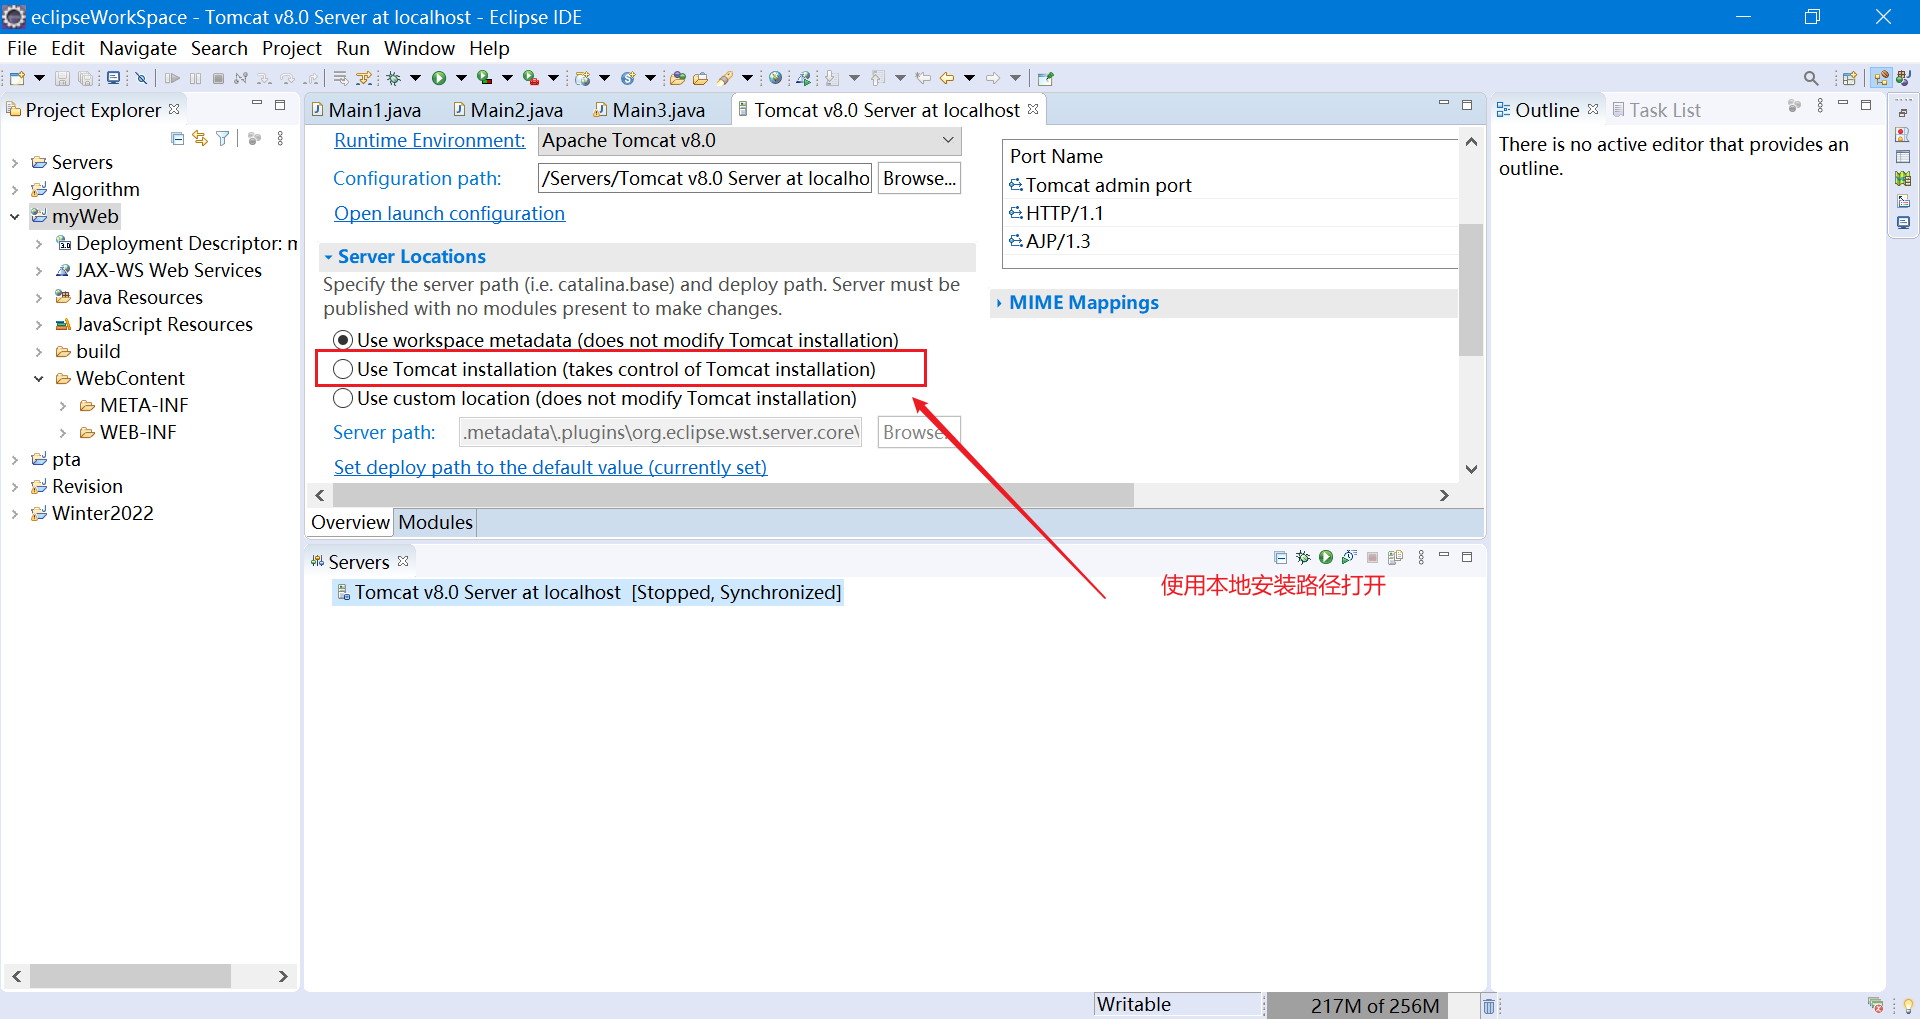 eclipseWorkSpace - Tomcat v8.0 Server at localhost - Eclipse IDE
File Edit Navigate Search Project Run Window Help
Project Explorer
Servers
Algorithm
myWeb
Deployment Descriptor: m
JAX-WS Web Services
Java Resources
JavaScript Resources
build
WebContent
META-INF
WEB-INF
pta
Revision
Winter2022
Main1.java Main2.java Main3.java Tomcat v8.0 Server at localhost
Runtime Environment: Apache Tomcat v8.0
Configuration path: /Servers/Tomcat v8.0 Server at localho Browse...
Open launch configuration
Server Locations
Specify the server path (i.e. catalina.base) and deploy path. Server must be
published with no modules present to make changes.
Use workspace metadata (does not modify Tomcat installation)
Use Tomcat installation (takes control of Tomcat installation)
Use custom location (does not modify Tomcat installation)
Server path: .metadata\.plugins\org.eclipse.wst.server.core\ Browse...
Set deploy path to the default value (currently set)
Port Name
Tomcat admin port
HTTP/1.1
AJP/1.3
MIME Mappings
Overview Modules
Servers
Tomcat v8.0 Server at localhost [Stopped, Synchronized]
使用本地安装路径打开
Outline Task List
There is no active editor that provides an
outline.
Writable 217M of 256M